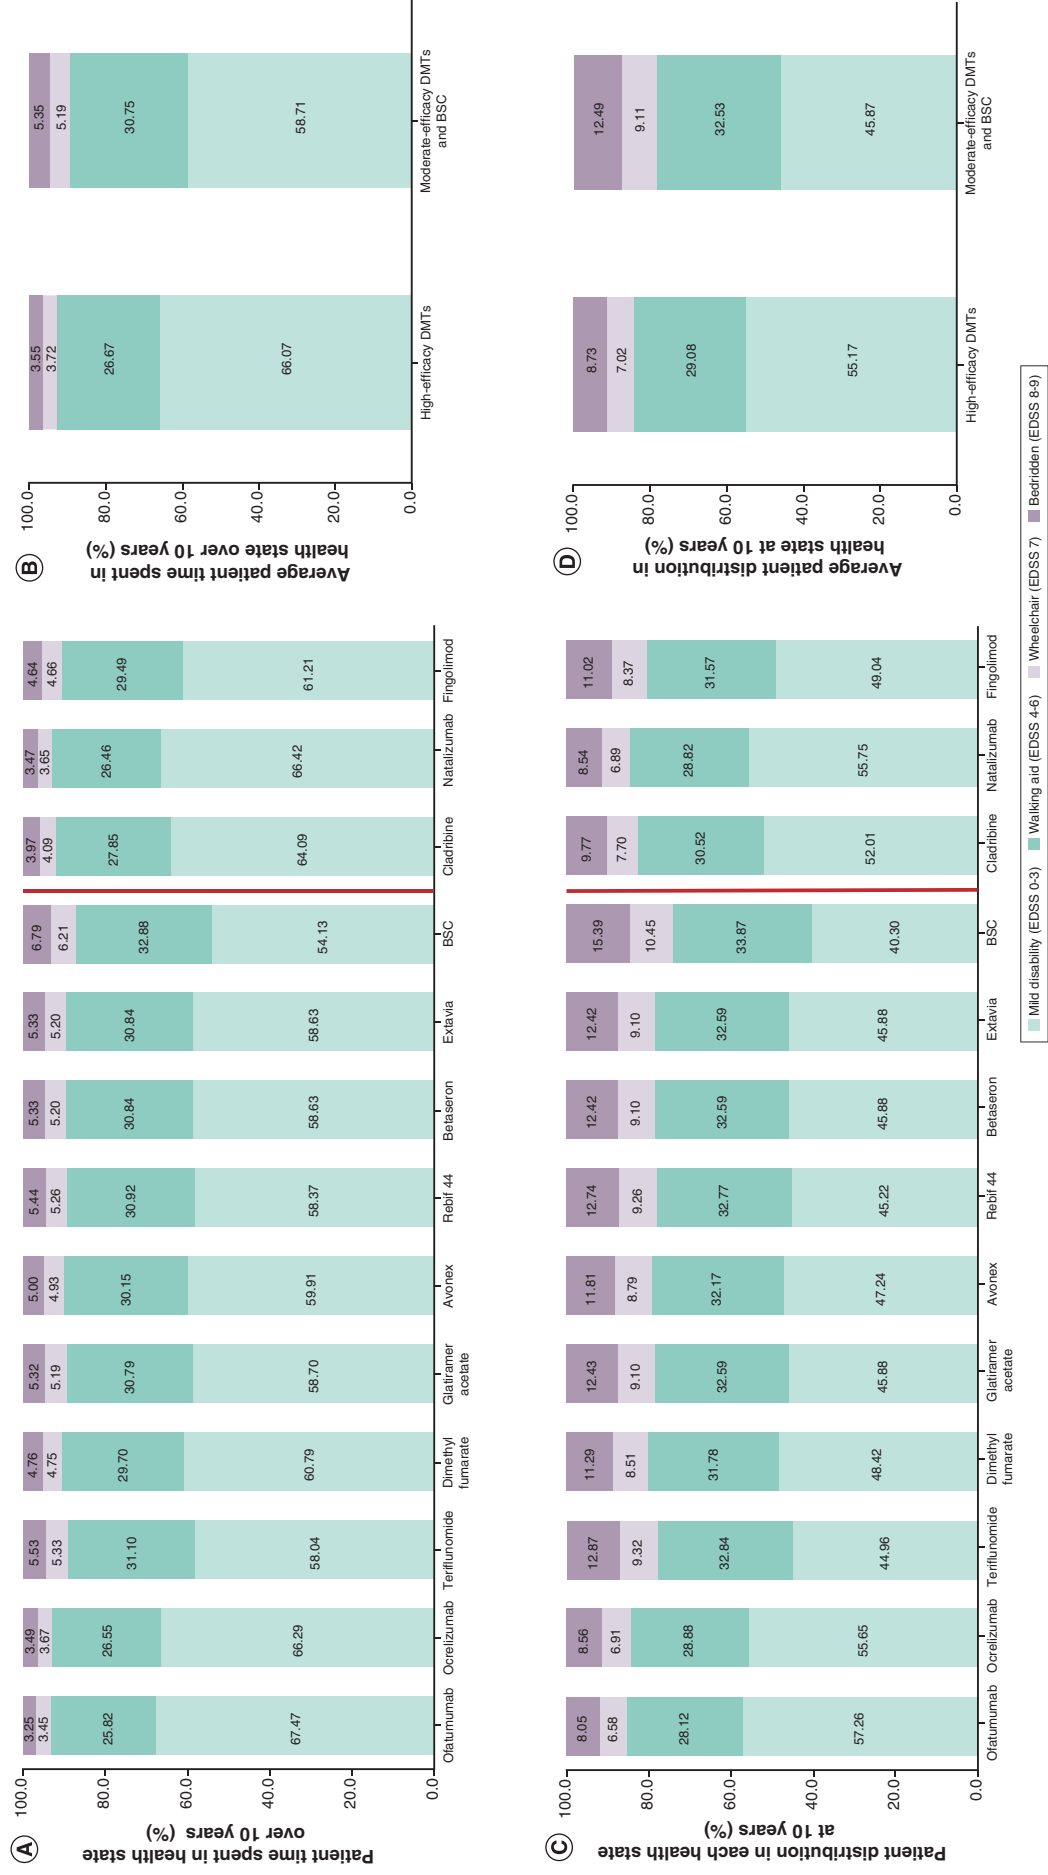 A
Patient time spent in health state
over 10 years (%)
100.0
80.0
60.0
40.0
20.0
0.0
3.25
3.45
25.82
67.47
Ofatumumab
3.49
3.67
26.55
66.29
Ocrelizumab
5.53
5.33
31.10
58.04
Teriflunomide
4.76
4.75
29.70
60.79
Dimethyl
fumarate
5.32
5.19
30.79
58.70
Glatiramer
acetate
5.00
4.93
30.15
59.91
Avonex
5.44
5.26
30.92
58.37
Rebif 44
5.33
5.20
30.84
58.63
Betaseron
5.33
5.20
30.84
58.63
Extavia
6.79
6.21
32.88
54.13
BSC
3.97
4.09
27.85
64.09
Cladribine
3.47
3.65
26.46
66.42
Natalizumab
4.64
4.66
29.49
61.21
Fingolimod
B
Average patient time spent in
health state over 10 years (%)
100.0
80.0
60.0
40.0
20.0
0.0
3.55
3.72
26.67
66.07
High-efficacy DMTs
5.35
5.19
30.75
58.71
Moderate-efficacy DMTs
and BSC
C
Patient distribution in each health state
at 10 years (%)
100.0
80.0
60.0
40.0
20.0
0.0
8.05
6.58
28.12
57.26
Ofatumumab
8.56
6.91
28.88
55.65
Ocrelizumab
12.87
9.32
32.84
44.96
Teriflunomide
11.29
8.51
31.78
48.42
Dimethyl
fumarate
12.43
9.10
32.59
45.88
Glatiramer
acetate
11.81
8.79
32.17
47.24
Avonex
12.74
9.26
32.77
45.22
Rebif 44
12.42
9.10
32.59
45.88
Betaseron
12.42
9.10
32.59
45.88
Extavia
15.39
10.45
33.87
40.30
BSC
9.77
7.70
30.52
52.01
Cladribine
8.54
6.89
28.82
55.75
Natalizumab
11.02
8.37
31.57
49.04
Fingolimod
D
Average patient distribution in
health state at 10 years (%)
100.0
80.0
60.0
40.0
20.0
0.0
8.73
7.02
29.08
55.17
High-efficacy DMTs
12.49
9.11
32.53
45.87
Moderate-efficacy DMTs
and BSC
Mild disability (EDSS 0-3) Walking aid (EDSS 4-6) Wheelchair (EDSS 7) Bedridden (EDSS 8-9)